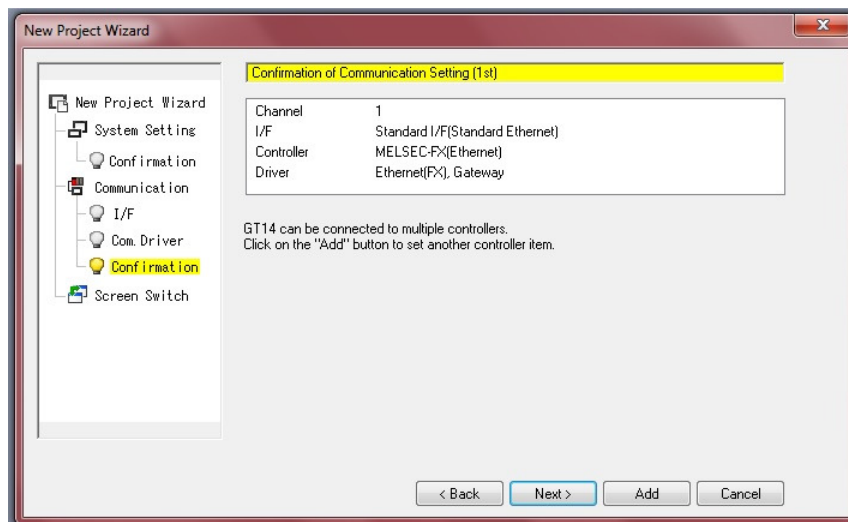 New Project Wizard
New Project Wizard
System Setting
Confirmation
Communication
I/F
Com. Driver
Confirmation
Screen Switch
Confirmation of Communication Setting (1st)
Channel 1
I/F Standard I/F(Standard Ethernet)
Controller MELSEC-FX(Ethernet)
Driver Ethernet(FX), Gateway
GT14 can be connected to multiple controllers.
Click on the "Add" button to set another controller item.
< Back Next > Add Cancel